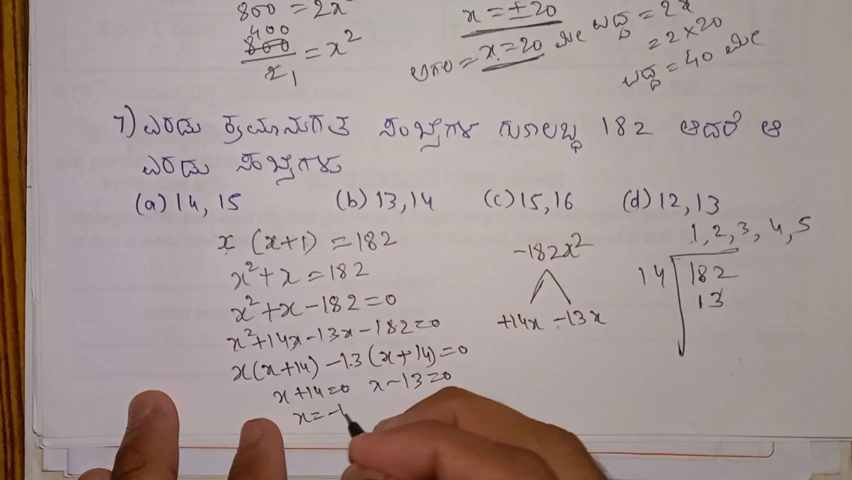 800 = 2x
400
800 = x²
2 1
x = ±20
ಅಗಲ = x = 20 ಮೀ
ಉದ್ದ = 2x
= 2 × 20
ಉದ್ದ = 40 ಮೀ
7) ಎರಡು ಕ್ರಮಾನುಗತ ಸಂಖ್ಯೆಗಳ ಗುಣಲಬ್ಧ 182 ಆದರೆ ಆ
ಎರಡು ಸಂಖ್ಯೆಗಳು
(a) 14, 15 (b) 13, 14 (c) 15, 16 (d) 12, 13
x (x+1) = 182
x² + x = 182
x² + x - 182 = 0
x² + 14x - 13x - 182 = 0
x(x+14) - 13 (x+14) = 0
x + 14 = 0 x - 13 = 0
x = -1
-182x²
+14x -13x
1, 2, 3, 4, 5
14 182
13